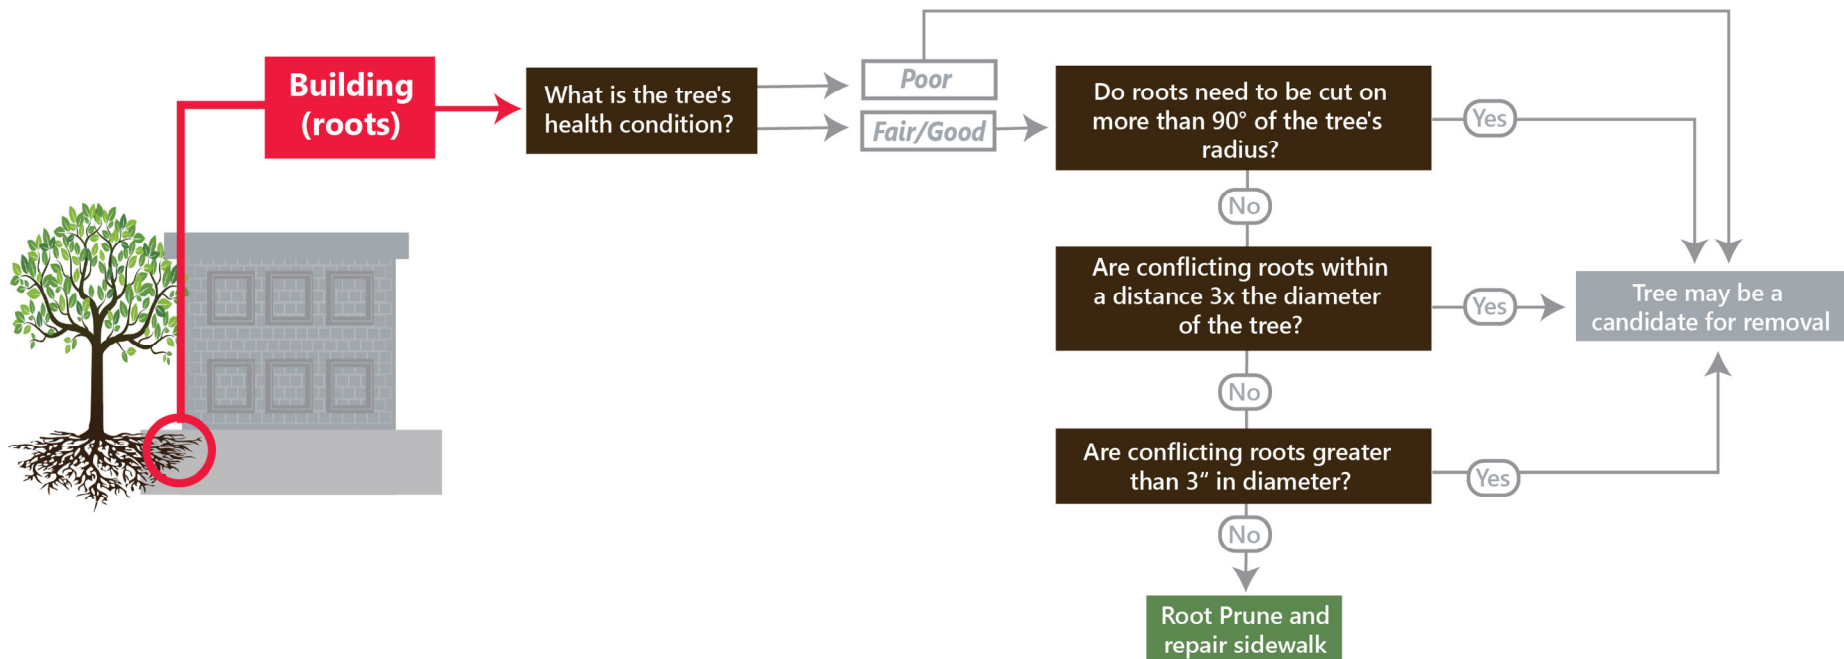 Building
(roots)
What is the tree's
health condition?
Poor
Fair/Good
Do roots need to be cut on
more than 90° of the tree's
radius?
Yes
No
Are conflicting roots within
a distance 3x the diameter
of the tree?
Yes
Tree may be a
candidate for removal
No
Are conflicting roots greater
than 3“ in diameter?
Yes
No
Root Prune and
repair sidewalk